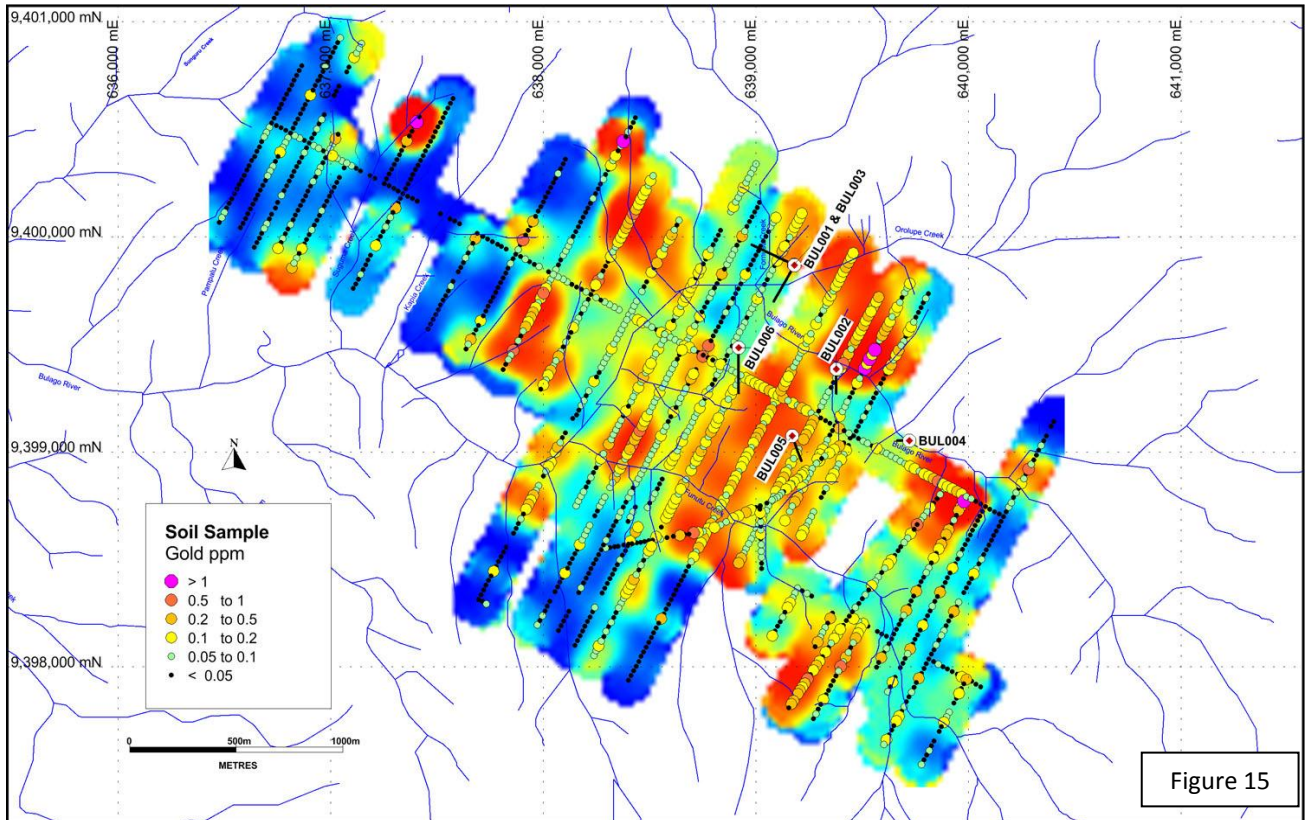 9,401,000 mN
636,000 mE
637,000 mE
638,000 mE
639,000 mE
640,000 mE
641,000 mE
9,400,000 mN
9,399,000 mN
9,398,000 mN
Orolupe Creek
Kapia Creek
Bulago River
Bulago River
Bulago River
BUL001 & BUL003
BUL002
BUL006
BUL004
BUL005
N
Soil Sample
Gold ppm
> 1
0.5 to 1
0.2 to 0.5
0.1 to 0.2
0.05 to 0.1
< 0.05
0
500m
1000m
METRES
Figure 15